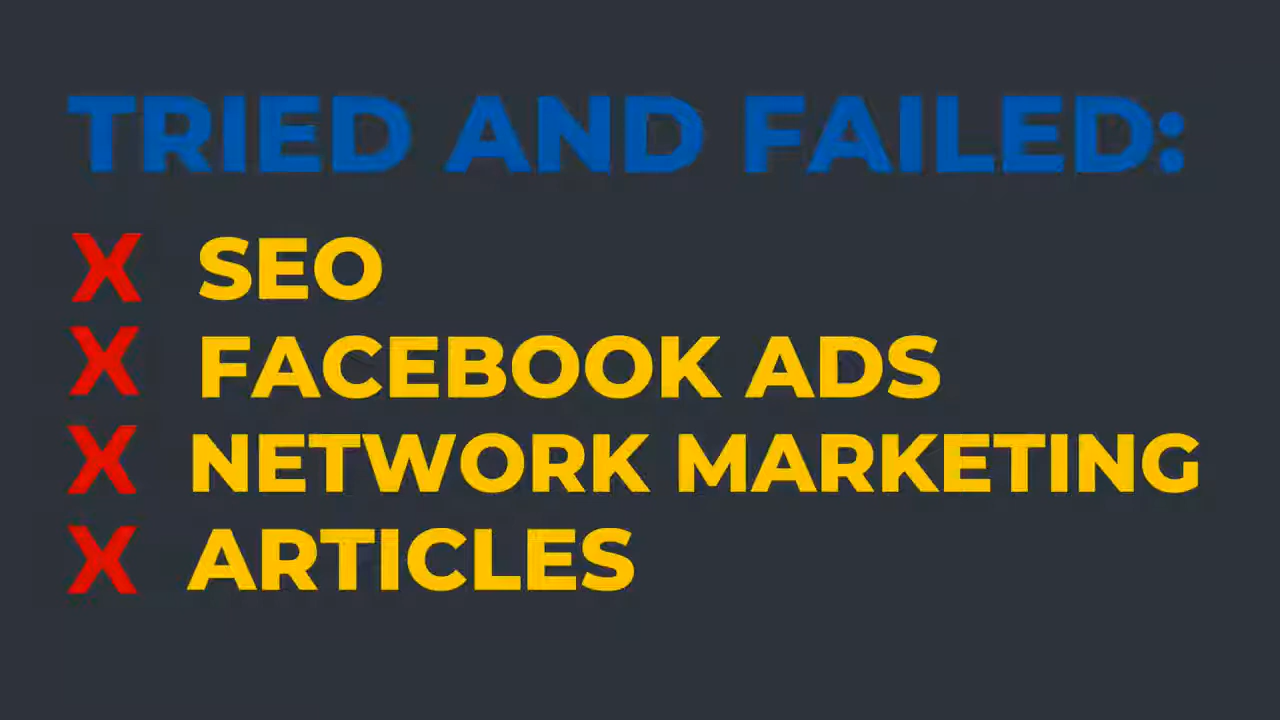 TRIED AND FAILED:
X SEO
X FACEBOOK ADS
X NETWORK MARKETING
X ARTICLES